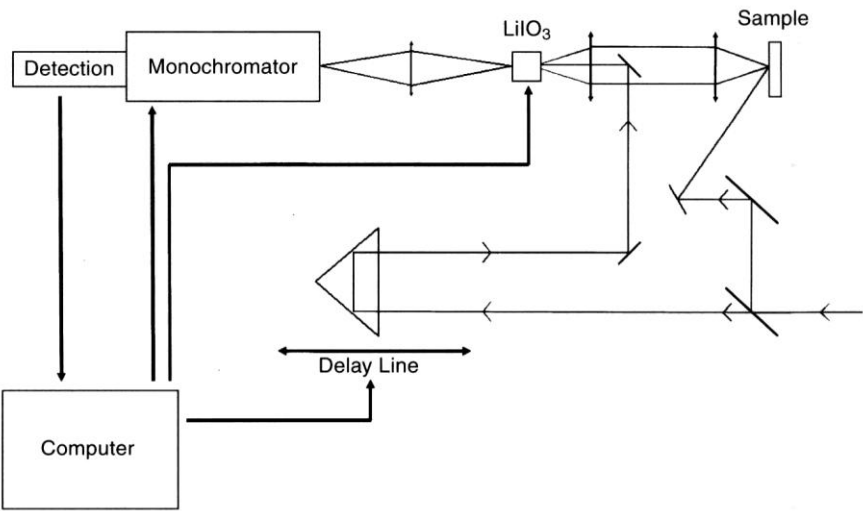 Sample
LiIO₃
Detection
Monochromator
Delay Line
Computer